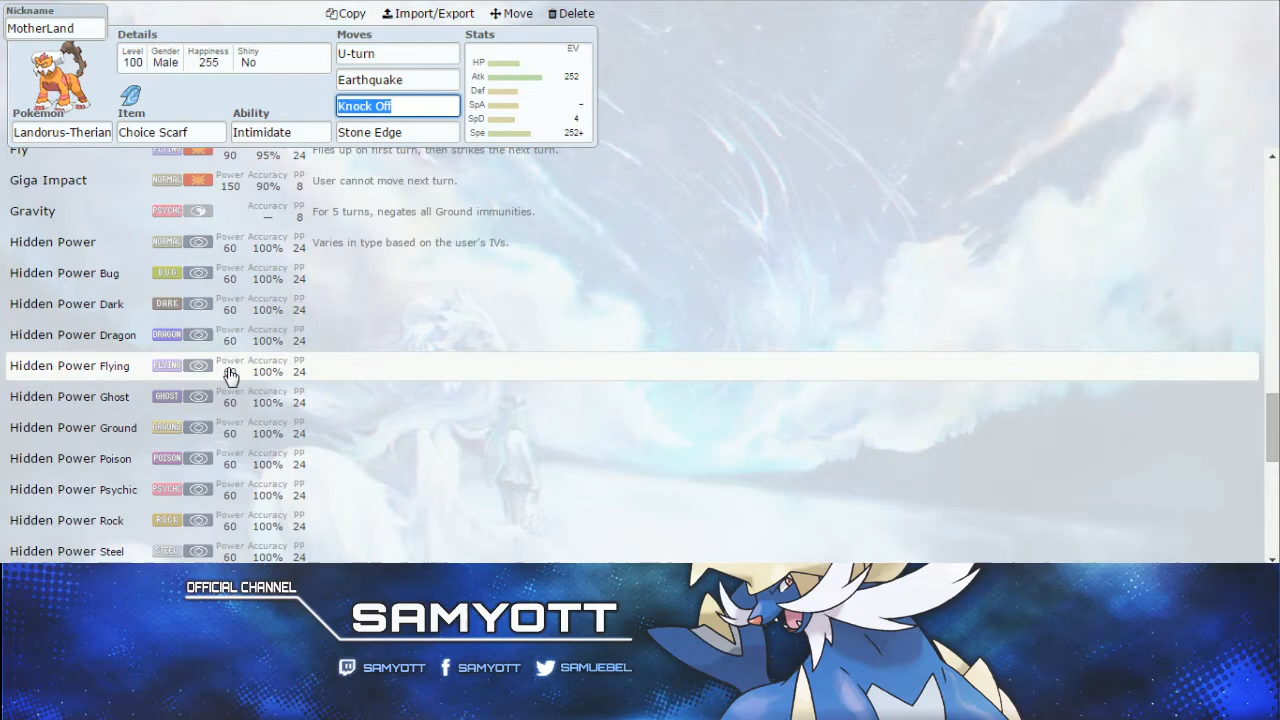 Nickname
MotherLand
Copy Import/Export Move Delete
Details
Level Gender Happiness Shiny
100 Male 255 No
Moves
U-turn
Earthquake
Knock Off
Stone Edge
Stats
EV
HP
Atk 252
Def
SpA -
SpD 4
Spe 252+
Pokémon Item Ability
Landorus-Therian Choice Scarf Intimidate
Fly FLYING 90 95% 24 Flies up on first turn, then strikes the next turn.
Giga Impact NORMAL Power 150 Accuracy 90% PP 8 User cannot move next turn.
Gravity PSYCHC Accuracy — PP 8 For 5 turns, negates all Ground immunities.
Hidden Power NORMAL Power 60 Accuracy 100% PP 24 Varies in type based on the user's IVs.
Hidden Power Bug BUG Power 60 Accuracy 100% PP 24
Hidden Power Dark DARK Power 60 Accuracy 100% PP 24
Hidden Power Dragon DRAGON Power 60 Accuracy 100% PP 24
Hidden Power Flying FLYING Power Accuracy 100% PP 24
Hidden Power Ghost GHOST Power 60 Accuracy 100% PP 24
Hidden Power Ground GROUND Power 60 Accuracy 100% PP 24
Hidden Power Poison POISON Power 60 Accuracy 100% PP 24
Hidden Power Psychic PSYCHC Power 60 Accuracy 100% PP 24
Hidden Power Rock ROCK Power 60 Accuracy 100% PP 24
Hidden Power Steel STEEL Power 60 Accuracy 100% PP 24
OFFICIAL CHANNEL
SAMYOTT
SAMYOTT SAMYOTT SAMUEBEL